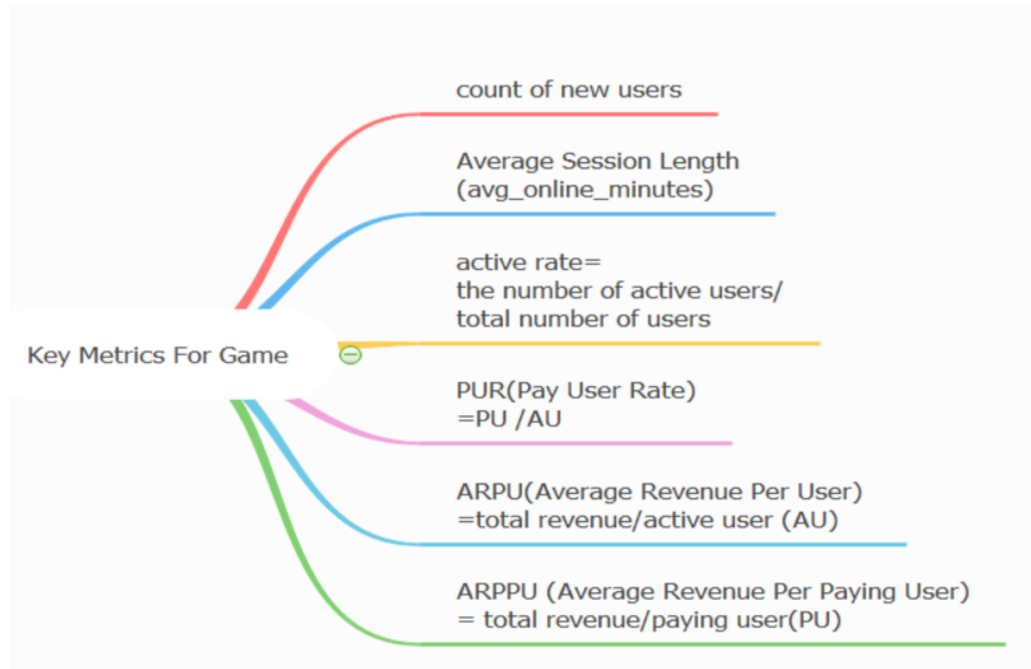 count of new users
Average Session Length
(avg_online_minutes)
active rate=
the number of active users/
total number of users
Key Metrics For Game
PUR(Pay User Rate)
=PU /AU
ARPU(Average Revenue Per User)
=total revenue/active user (AU)
ARPPU (Average Revenue Per Paying User)
= total revenue/paying user(PU)